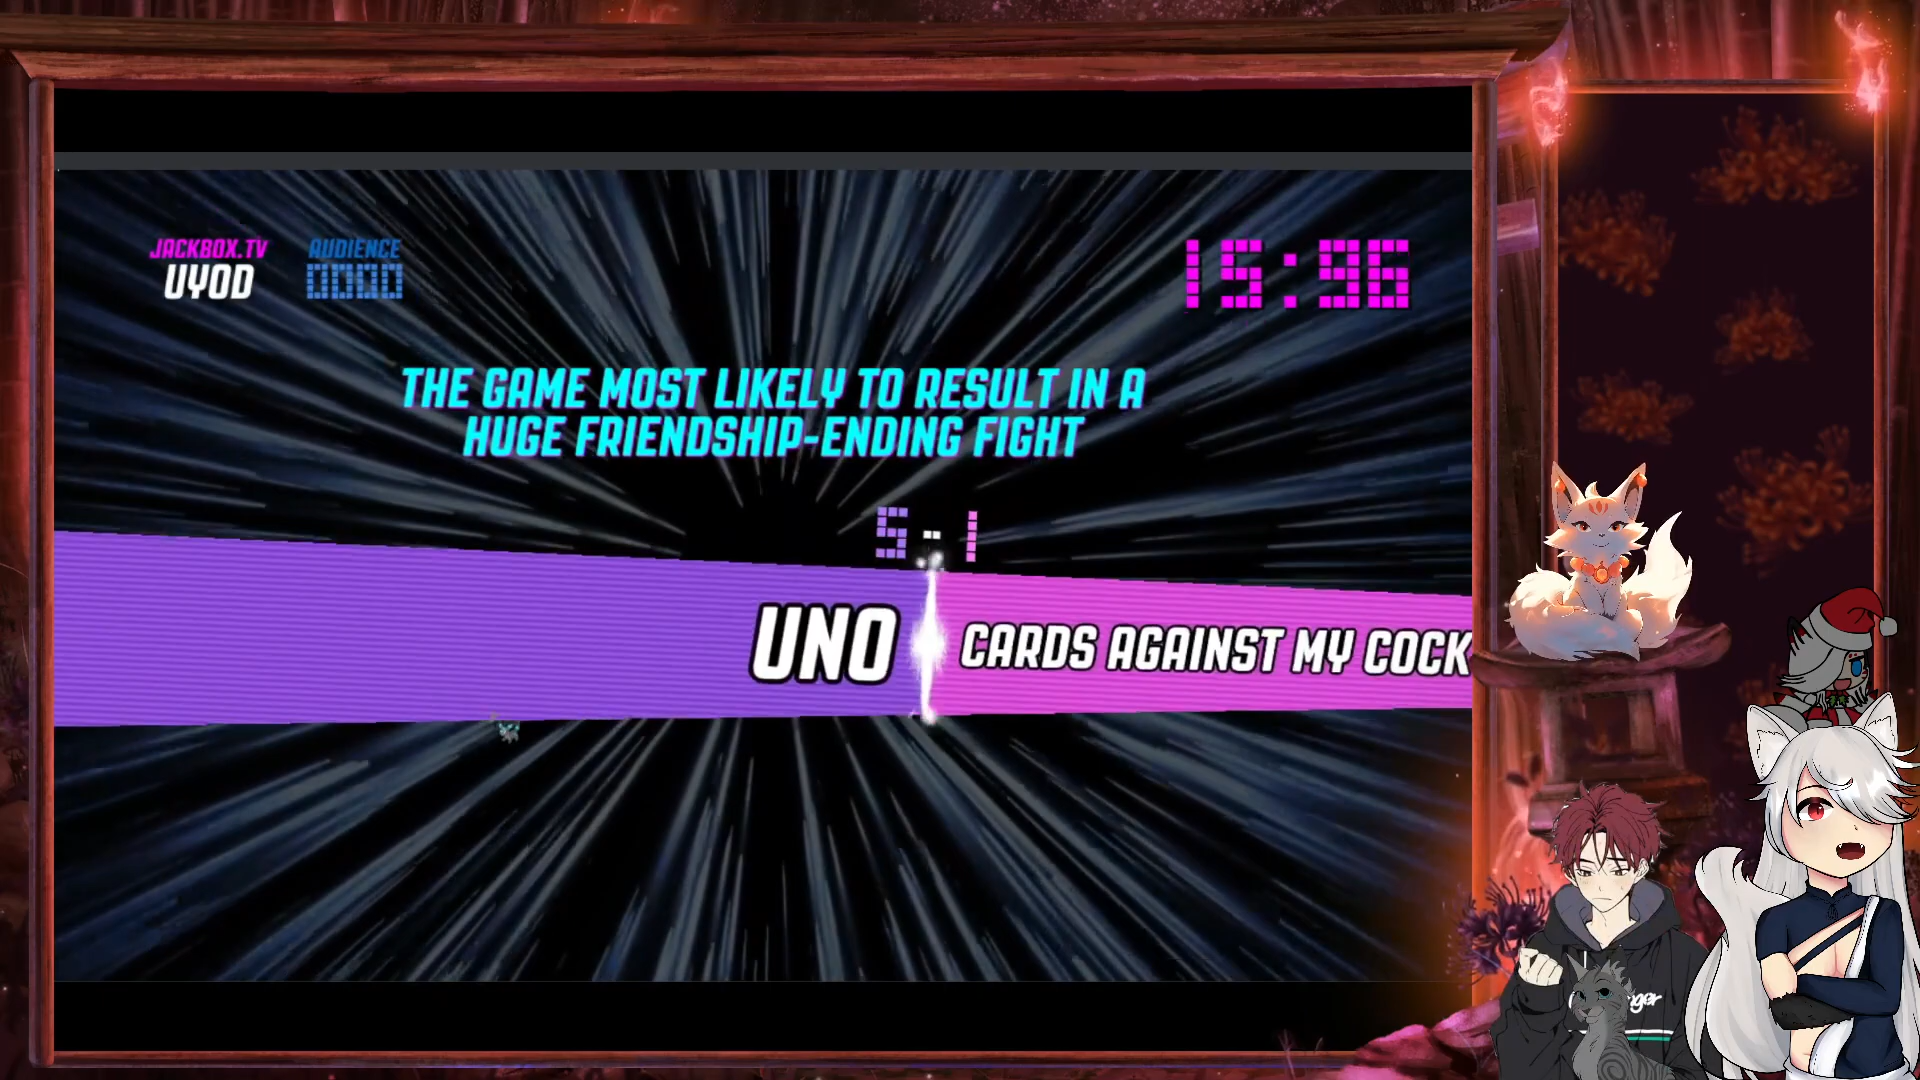 JACKBOX.TV
UYOD
AUDIENCE
0000
15:96
THE GAME MOST LIKELY TO RESULT IN A
HUGE FRIENDSHIP-ENDING FIGHT
5-1
UNO
CARDS AGAINST MY COCK